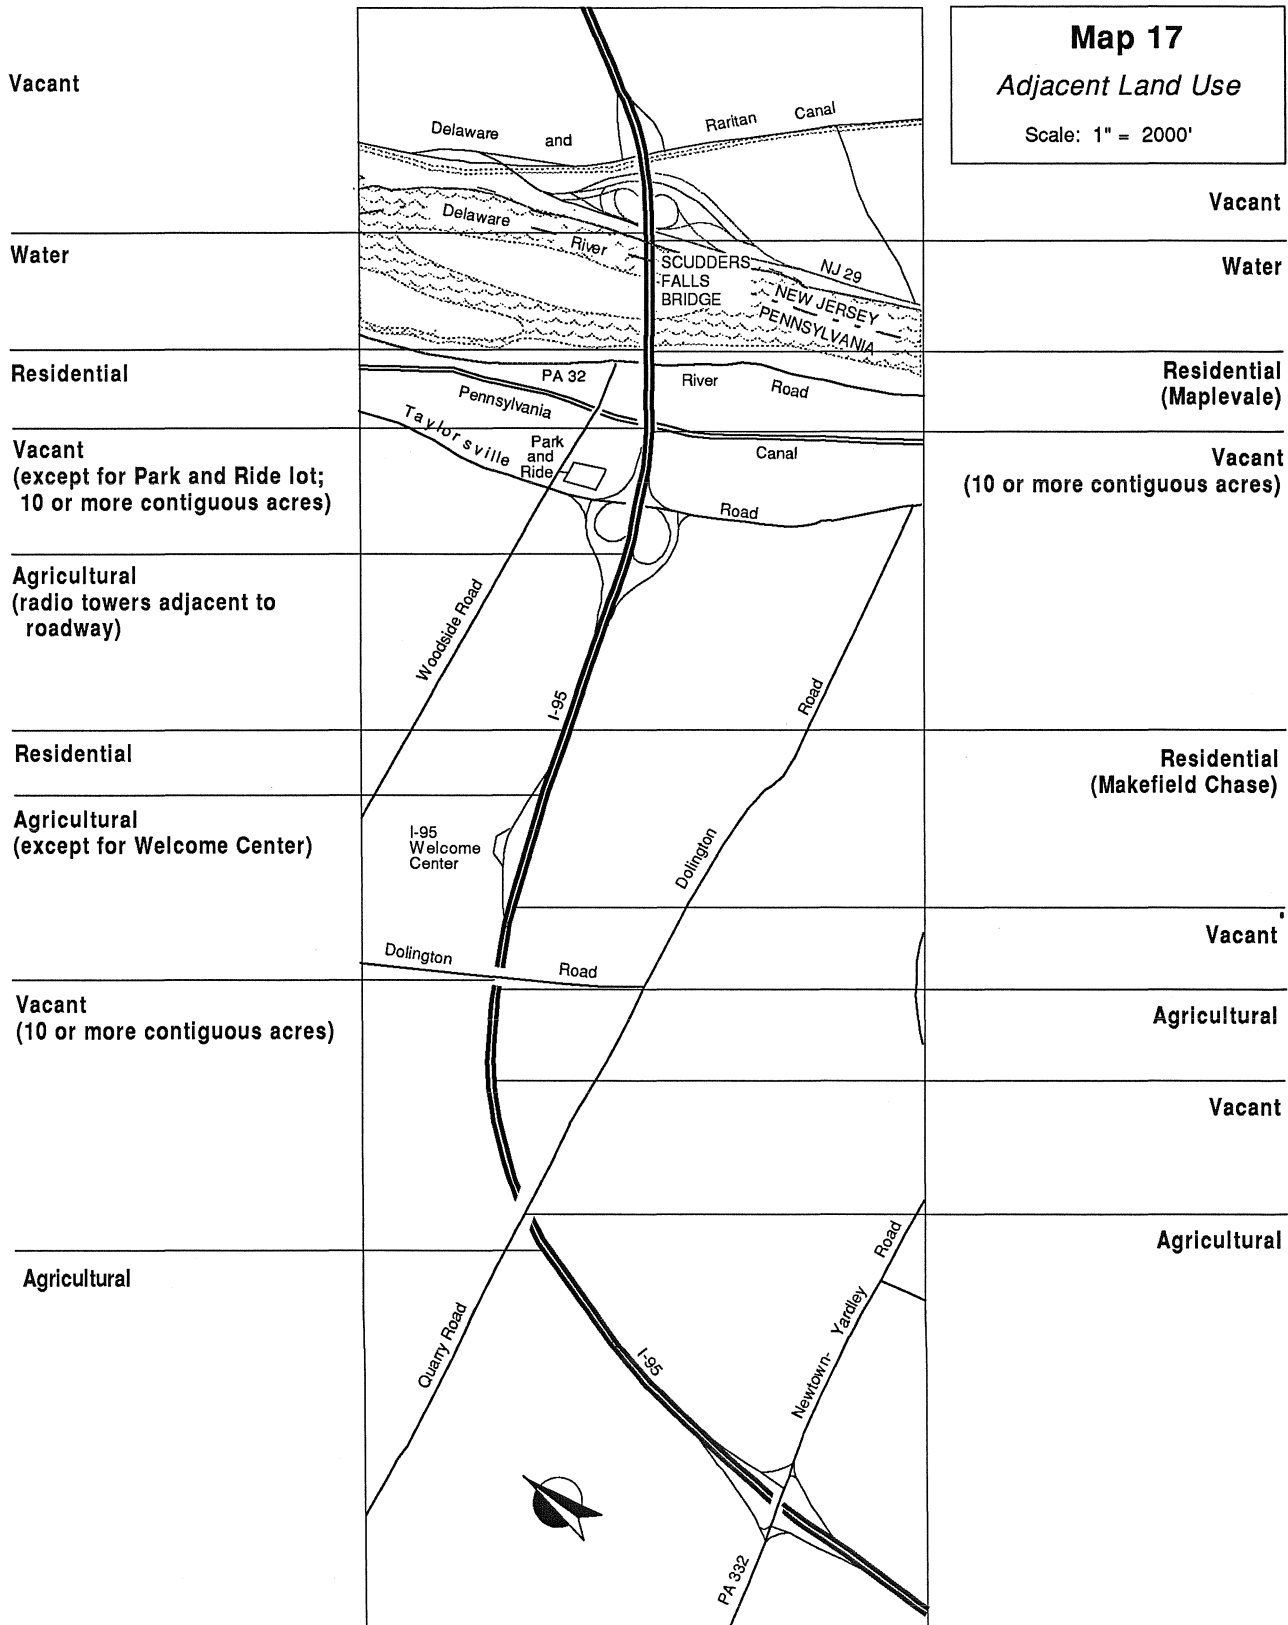 Map 17
Adjacent Land Use
Scale: 1" = 2000'
Vacant
Water
Residential
Vacant
(except for Park and Ride lot;
10 or more contiguous acres)
Agricultural
(radio towers adjacent to
roadway)
Residential
Agricultural
(except for Welcome Center)
Vacant
(10 or more contiguous acres)
Agricultural
Delaware and Raritan Canal
Delaware River
SCUDDERS
FALLS
BRIDGE
NJ 29
NEW JERSEY
PENNSYLVANIA
PA 32
River Road
Pennsylvania Canal
Taylorsville Road
Park
and
Ride
Woodside Road
I-95
Dolington Road
I-95
Welcome
Center
Dolington Road
Quarry Road
I-95
Newtown- Yardley Road
PA 332
Vacant
Water
Residential
(Maplevale)
Vacant
(10 or more contiguous acres)
Residential
(Makefield Chase)
Vacant
Agricultural
Vacant
Agricultural